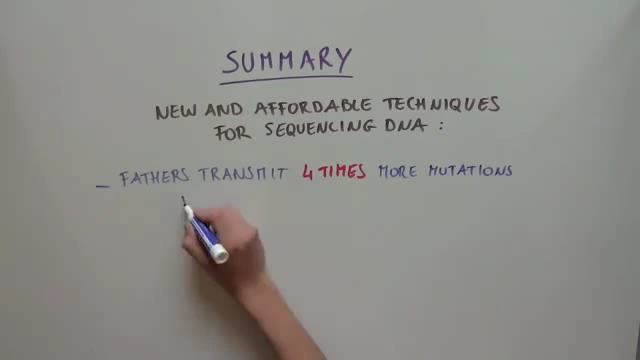 SUMMARY
NEW AND AFFORDABLE TECHNIQUES
FOR SEQUENCING DNA :
- FATHERS TRANSMIT 4 TIMES MORE MUTATIONS